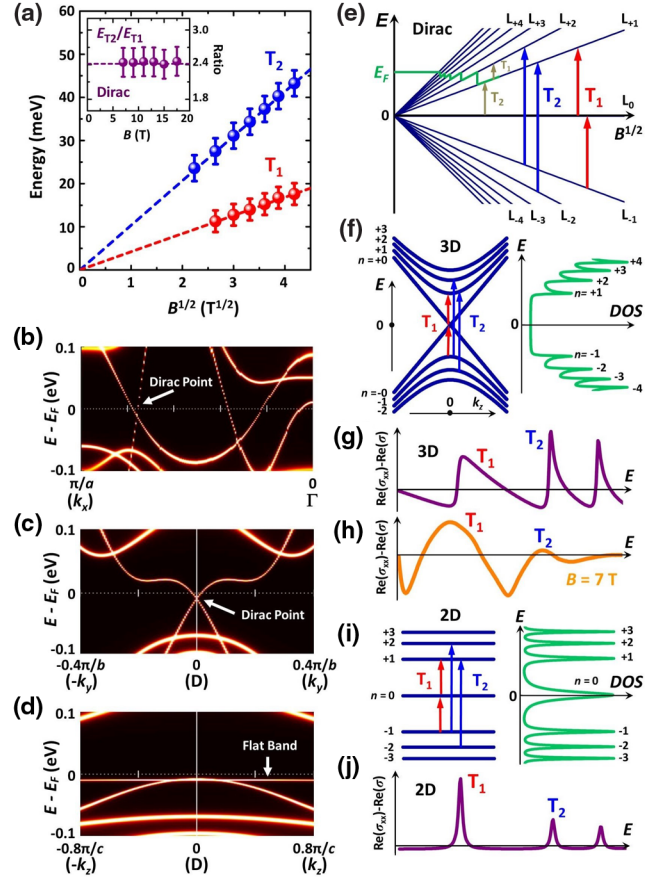 (a)
60
50
40
30
20
10
0
Energy (meV)
E_T2/E_T1
3.0
2.4
1.8
Ratio
Dirac
0 5 10 15 20
B (T)
T₂
T₁
0 1 2 3 4
B^1/2 (T^1/2)
(b)
0.1
0
-0.1
E - E_F (eV)
Dirac Point
π/a
(k_x)
0
Γ
(c)
0.1
0
-0.1
E - E_F (eV)
Dirac Point
-0.4π/b
(-k_y)
0
(D)
0.4π/b
(k_y)
(d)
0.1
0
-0.1
E - E_F (eV)
Flat Band
-0.8π/c
(-k_z)
0
(D)
0.8π/c
(k_z)
(e)
E
Dirac
L₊₄ L₊₃ L₊₂ L₊₁
E_F
T₁
T₂
T₂
T₁
L₀
0
B^1/2
L₋₄ L₋₃ L₋₂ L₋₁
(f)
+3
+2
+1
n=+0
3D
E
0
T₁
T₂
n=-0
-1
-2
0
k_z
E
+4
+3
+2
n= +1
DOS
0
n= -1
-2
-3
-4
(g)
Re(σ_xx)-Re(σ)
3D
T₁
T₂
E
(h)
Re(σ_xx)-Re(σ)
T₁
T₂
E
B = 7 T
(i)
2D
+3
+2
+1
n=0
-1
-2
-3
T₁
T₂
E
+3
+2
+1
n=0
DOS
0
-1
-2
-3
(j)
Re(σ_xx)-Re(σ)
2D
T₁
T₂
E